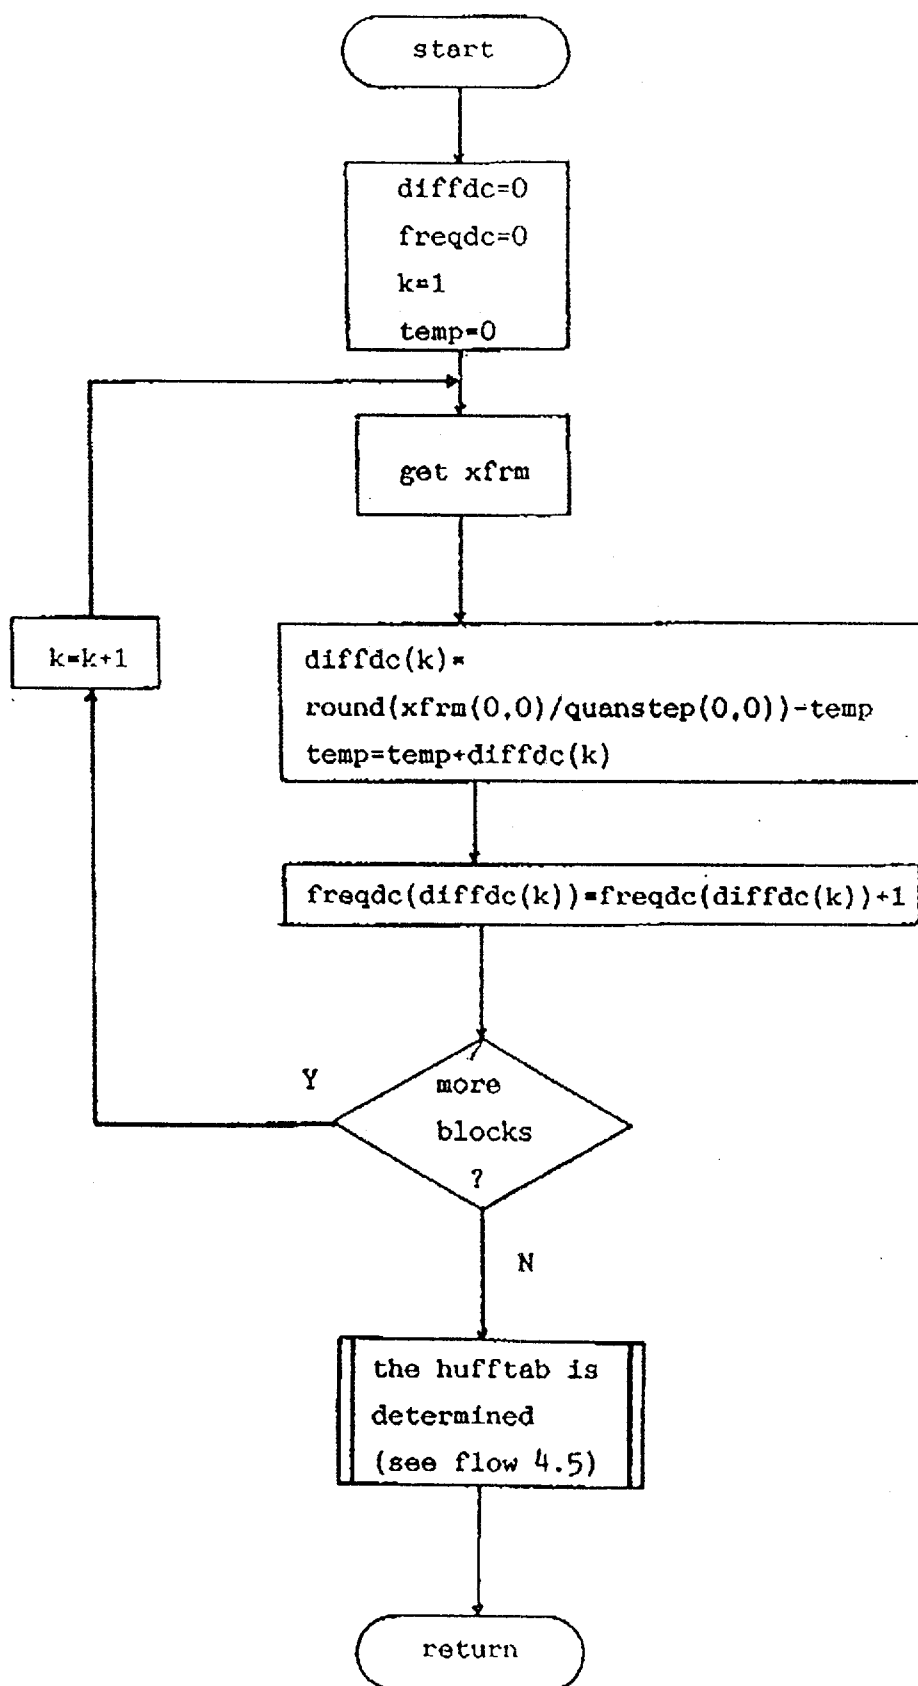 start
diffdc=0
freqdc=0
k=1
temp=0
get xfrm
k=k+1
diffdc(k)=
round(xfrm(0,0)/quanstep(0,0))-temp
temp=temp+diffdc(k)
freqdc(diffdc(k))=freqdc(diffdc(k))+1
Y
more
blocks
?
N
the hufftab is
determined
(see flow 4.5)
return